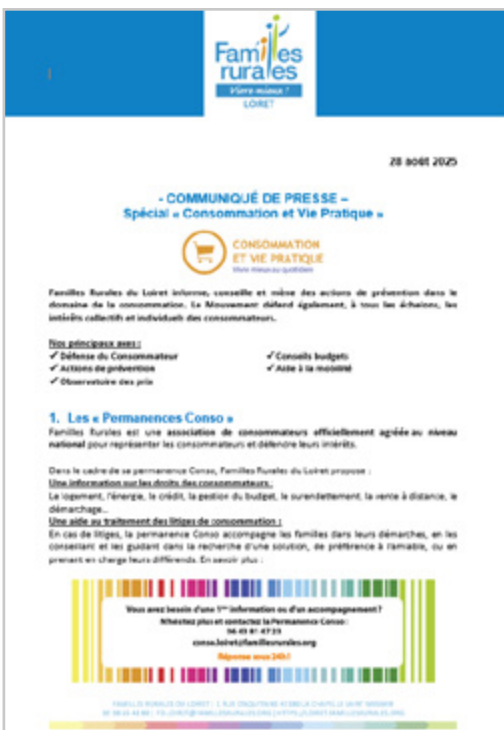 Familles
rurales
Vivre mieux !
LOIRET
28 août 2025
- COMMUNIQUÉ DE PRESSE –
Spécial « Consommation et Vie Pratique »
CONSOMMATION
ET VIE PRATIQUE
Vivre mieux au quotidien
Familles Rurales du Loiret informe, conseille et mène des actions de prévention dans le
domaine de la consommation. Le Mouvement défend également, à tous les échelons, les
intérêts collectifs et individuels des consommateurs.
Nos principaux axes :
✓ Défense du Consommateur
✓ Conseils budgets
✓ Actions de prévention
✓ Aide à la mobilité
✓ Observatoire des prix
1. Les « Permanences Conso »
Familles Rurales est une association de consommateurs officiellement agréée au niveau
national pour représenter les consommateurs et défendre leurs intérêts.
Dans le cadre de sa permanence Conso, Familles Rurales du Loiret propose :
Une information sur les droits des consommateurs.
Le logement, l'énergie, le crédit, la gestion du budget, le surendettement, la vente à distance, le
démarchage...
Une aide au traitement des litiges de consommation :
En cas de litiges, la permanence Conso accompagne les familles dans leurs démarches, en les
conseillant et les guidant dans la recherche d'une solution, de préférence à l'amiable, ou en
prenant en charge leurs différends. En savoir plus :
Vous avez besoin d'une 1ère information ou d'un accompagnement ?
N'hésitez plus et contactez la Permanence Conso :
conso.loiret@famillesrurales.org
Réponse sous 24h !
FAMILLES RURALES DU LOIRET